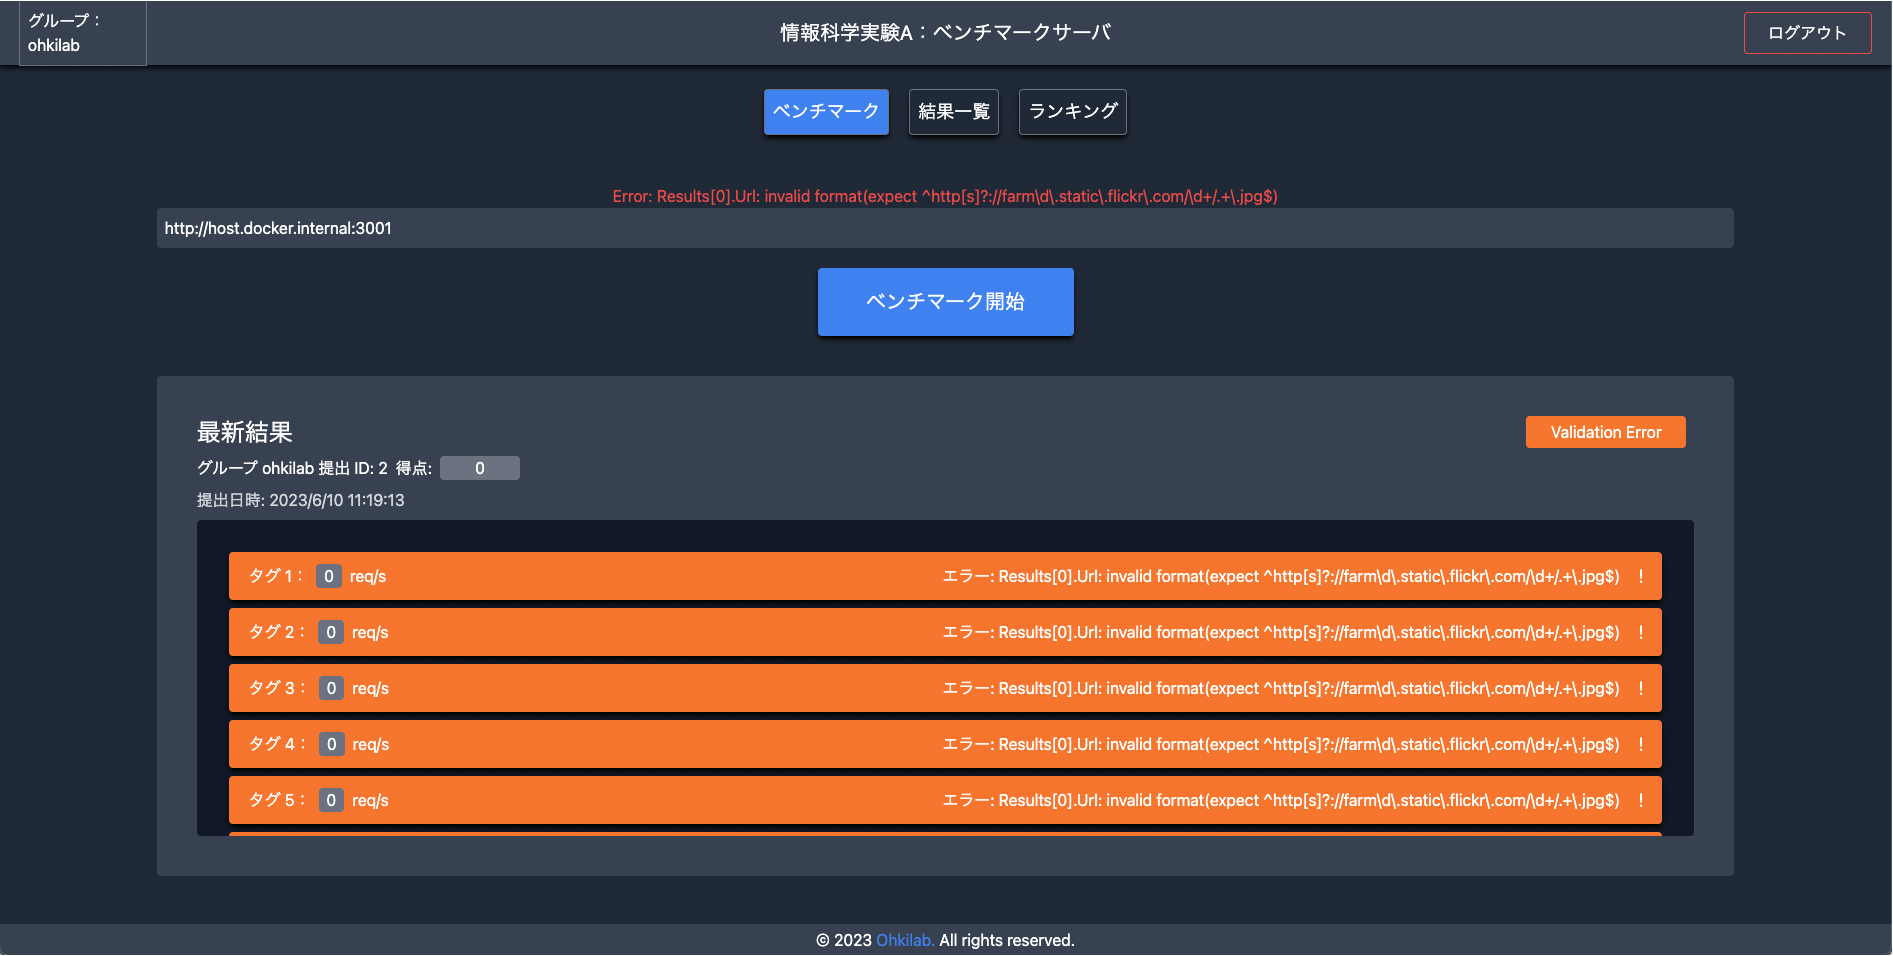 グループ：
ohkilab
情報科学実験A：ベンチマークサーバ
ログアウト
ベンチマーク
結果一覧
ランキング
Error: Results[0].Url: invalid format(expect ^http[s]?://farm\d\.static\.flickr\.com/\d+/.+\.jpg$)
http://host.docker.internal:3001
ベンチマーク開始
最新結果
Validation Error
グループ ohkilab 提出 ID: 2 得点: 0
提出日時: 2023/6/10 11:19:13
タグ 1： 0 req/s エラー: Results[0].Url: invalid format(expect ^http[s]?://farm\d\.static\.flickr\.com/\d+/.+\.jpg$) !
タグ 2： 0 req/s エラー: Results[0].Url: invalid format(expect ^http[s]?://farm\d\.static\.flickr\.com/\d+/.+\.jpg$) !
タグ 3： 0 req/s エラー: Results[0].Url: invalid format(expect ^http[s]?://farm\d\.static\.flickr\.com/\d+/.+\.jpg$) !
タグ 4： 0 req/s エラー: Results[0].Url: invalid format(expect ^http[s]?://farm\d\.static\.flickr\.com/\d+/.+\.jpg$) !
タグ 5： 0 req/s エラー: Results[0].Url: invalid format(expect ^http[s]?://farm\d\.static\.flickr\.com/\d+/.+\.jpg$) !
© 2023 Ohkilab. All rights reserved.